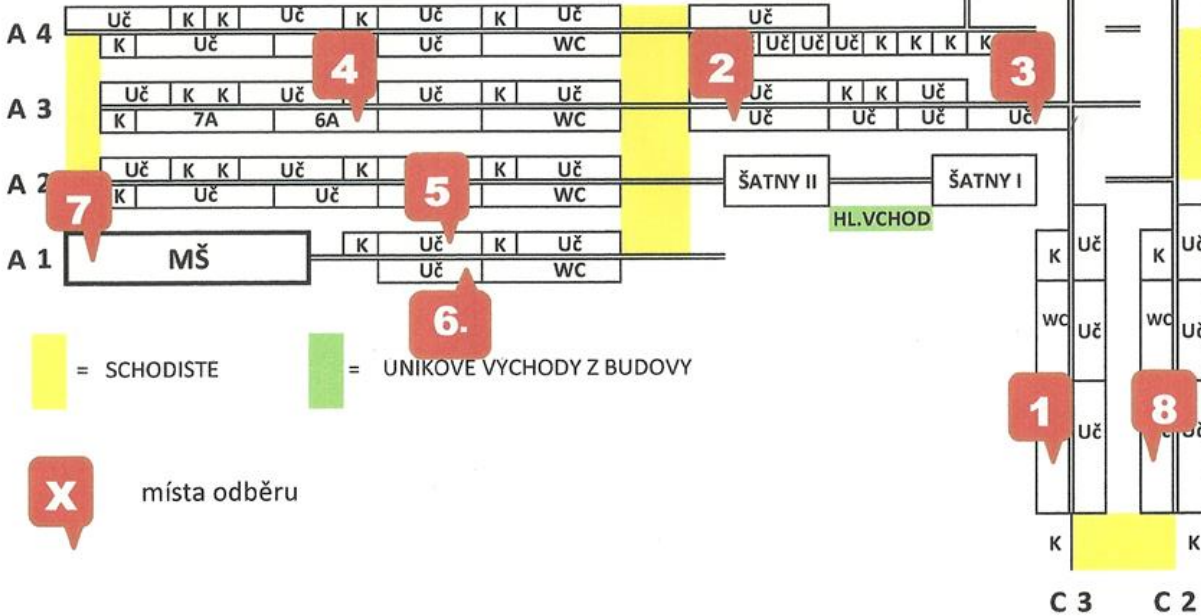 Uč K K Uč K Uč K Uč Uč
A 4
K Uč Uč WC Uč Uč Uč K K K K
4 2 3
Uč K K Uč Uč K Uč Uč K K Uč
A 3
K 7A 6A WC Uč Uč Uč Uč
Uč K K Uč K Uč
A 2 ŠATNY II ŠATNY I
7 5
K Uč Uč WC
HL.VCHOD
K Uč K Uč K Uč K Uč
A 1 MŠ
Uč WC
6.
WC Uč WC Uč
= SCHODISTE = UNIKOVE VYCHODY Z BUDOVY
1 8
Uč Uč
X místa odběru
K K
C 3 C 2